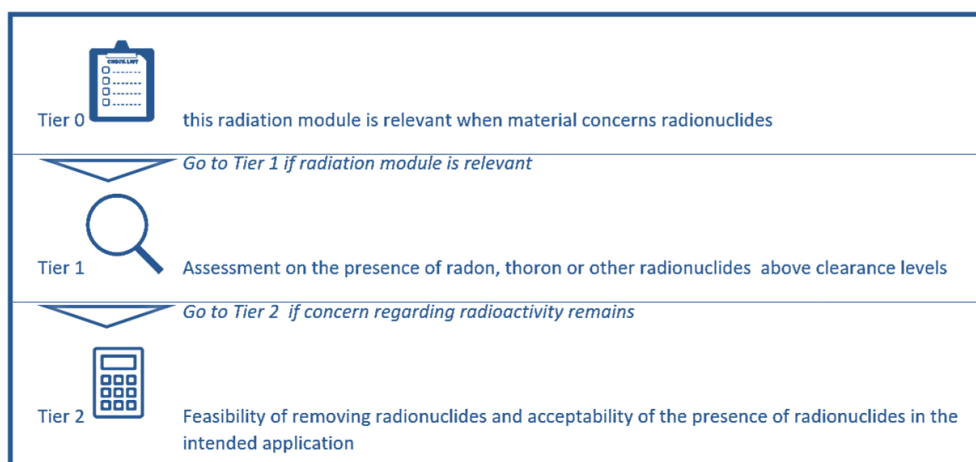 CHECK LIST
Tier 0
this radiation module is relevant when material concerns radionuclides
Go to Tier 1 if radiation module is relevant
Tier 1
Assessment on the presence of radon, thoron or other radionuclides above clearance levels
Go to Tier 2 if concern regarding radioactivity remains
Tier 2
Feasibility of removing radionuclides and acceptability of the presence of radionuclides in the
intended application